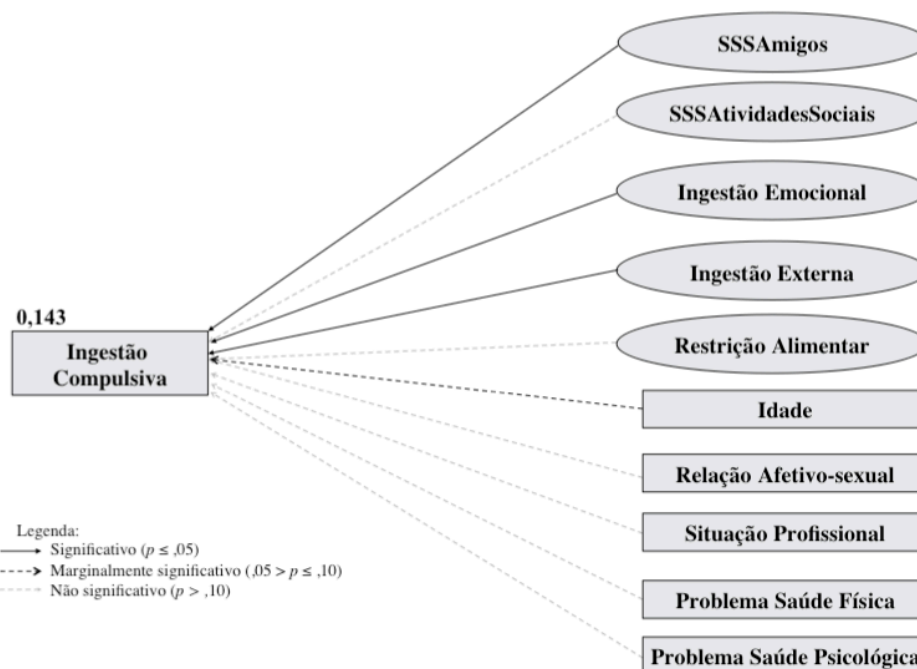 SSSAmigos
SSSAtividadesSociais
Ingestão Emocional
Ingestão Externa
0,143
Ingestão
Compulsiva
Restrição Alimentar
Idade
Relação Afetivo-sexual
Situação Profissional
Problema Saúde Física
Problema Saúde Psicológica
Legenda:
Significativo (p ≤ ,05)
Marginalmente significativo (,05 > p ≤ ,10)
Não significativo (p > ,10)